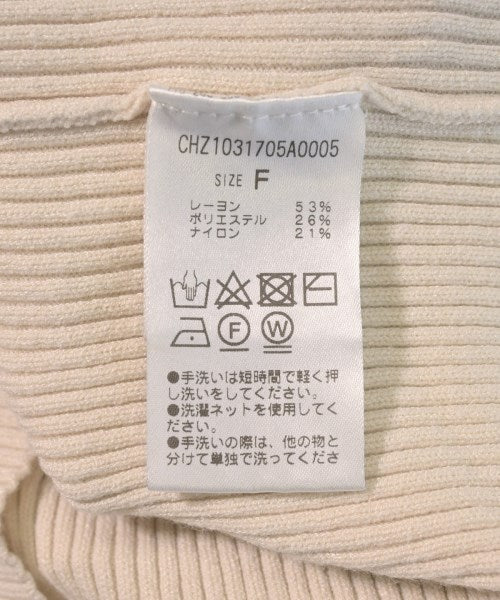 CHZ1031705A0005
SIZE F
レーヨン 53%
ポリエステル 26%
ナイロン 21%
F W
●手洗いは短時間で軽く押
し洗いをしてください。
●洗濯ネットを使用してく
ださい。
●手洗いの際は、他の物と
分けて単独で洗ってくださ